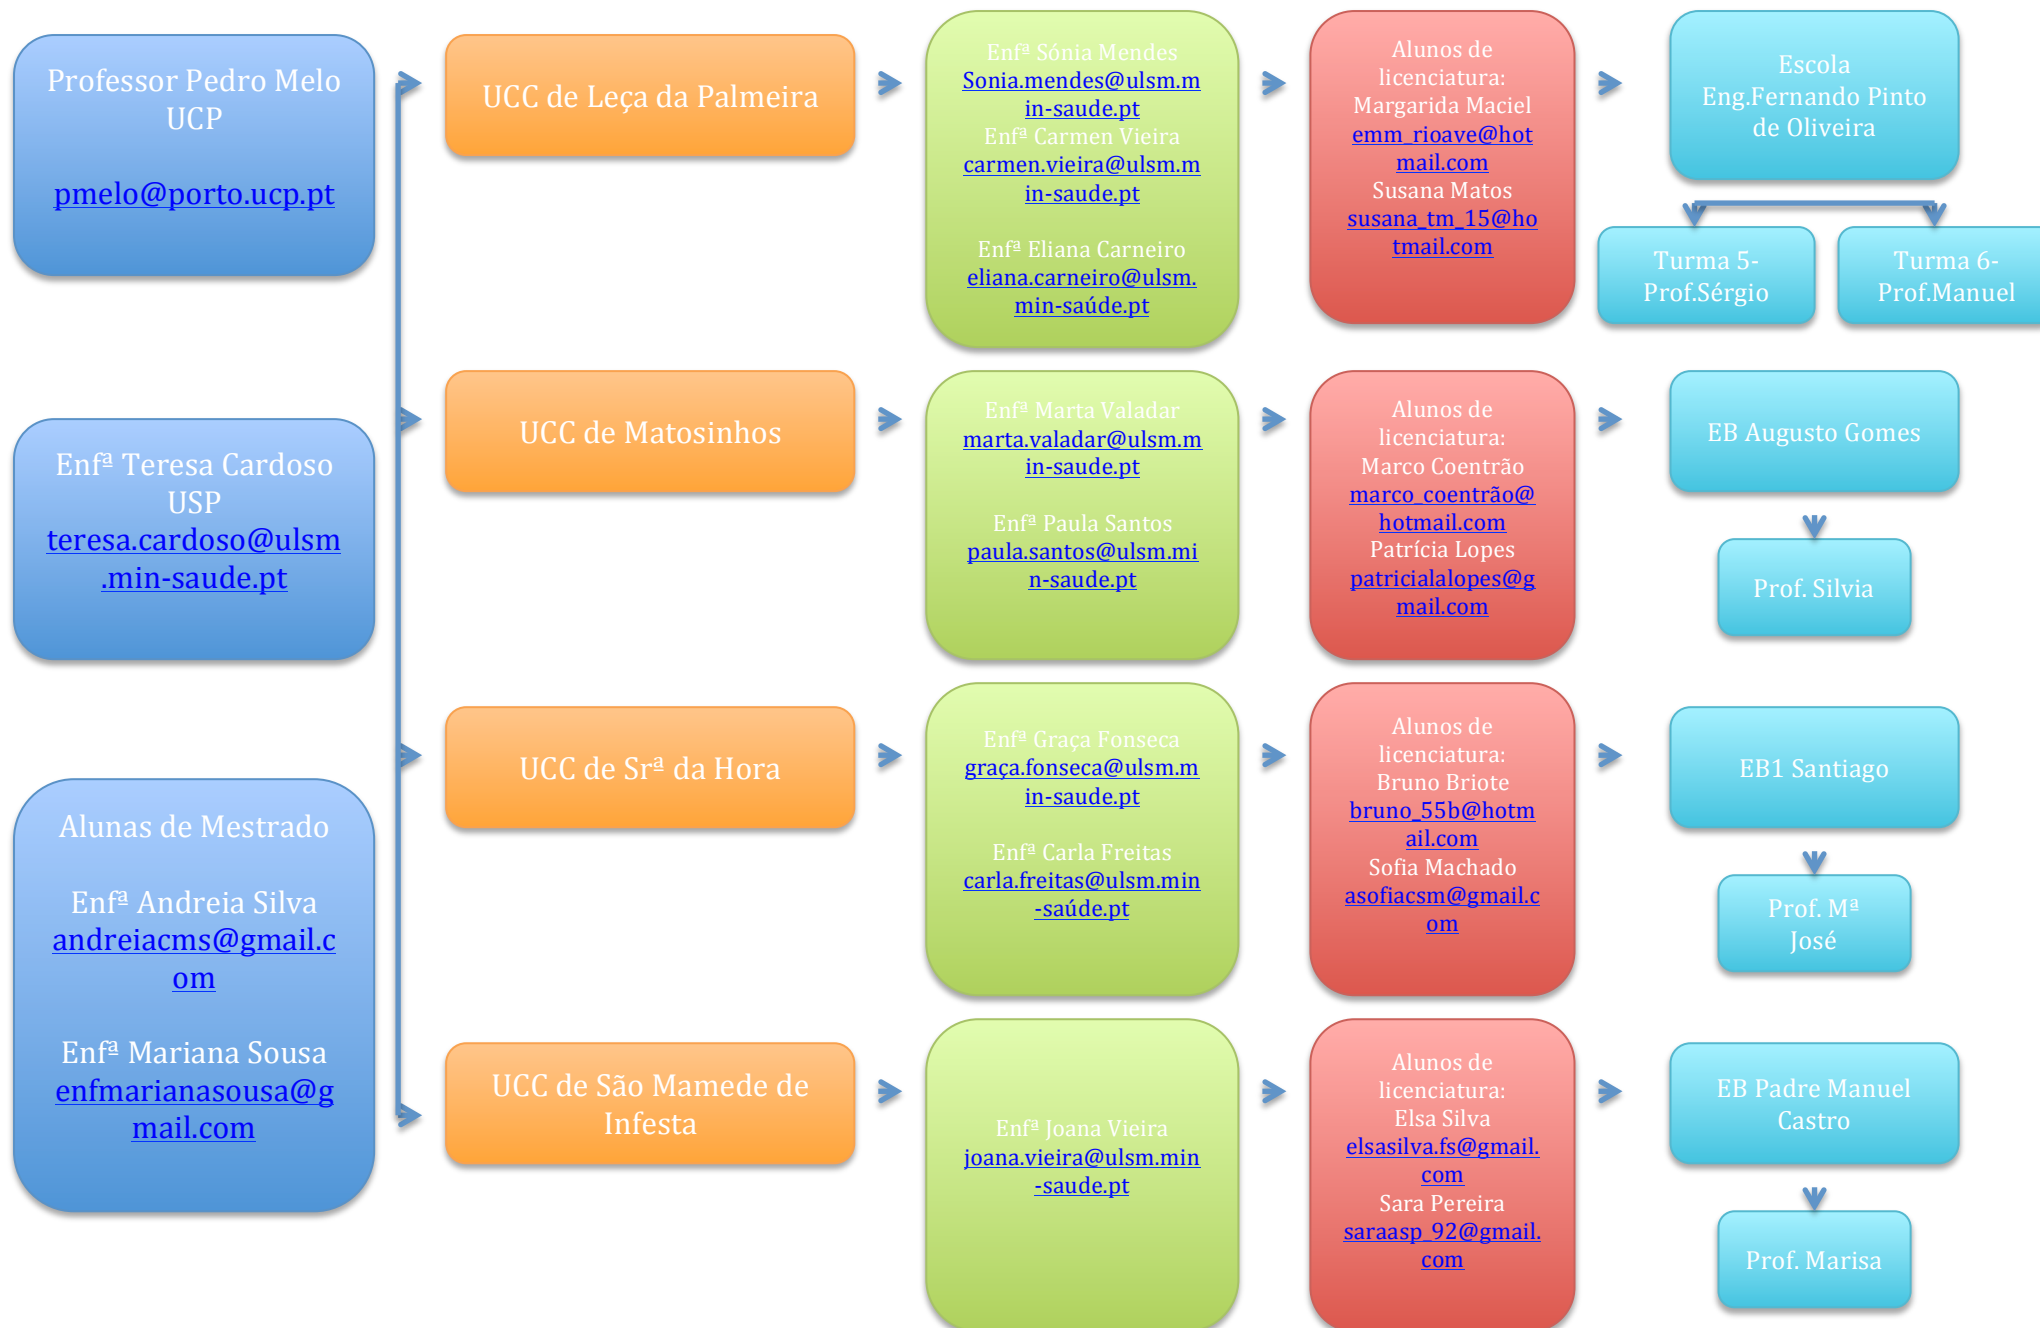 Professor Pedro Melo
UCP
pmelo@porto.ucp.pt
Enfª Teresa Cardoso
USP
teresa.cardoso@ulsm
.min-saude.pt
Alunas de Mestrado
Enfª Andreia Silva
andreiacms@gmail.c
om
Enfª Mariana Sousa
enfmarianasousa@g
mail.com
UCC de Leça da Palmeira
Enfª Sónia Mendes
Sonia.mendes@ulsm.m
in-saude.pt
Enfª Carmen Vieira
carmen.vieira@ulsm.m
in-saude.pt
Enfª Eliana Carneiro
eliana.carneiro@ulsm.
min-saúde.pt
Alunos de
licenciatura:
Margarida Maciel
emm_rioave@hot
mail.com
Susana Matos
susana_tm_15@ho
tmail.com
Escola
Eng.Fernando Pinto
de Oliveira
Turma 5-
Prof.Sérgio
Turma 6-
Prof.Manuel
UCC de Matosinhos
Enfª Marta Valadar
marta.valadar@ulsm.m
in-saude.pt
Enfª Paula Santos
paula.santos@ulsm.mi
n-saude.pt
Alunos de
licenciatura:
Marco Coentrão
marco_coentrão@
hotmail.com
Patrícia Lopes
patricialalopes@g
mail.com
EB Augusto Gomes
Prof. Silvia
UCC de Srª da Hora
Enfª Graça Fonseca
graça.fonseca@ulsm.m
in-saude.pt
Enfª Carla Freitas
carla.freitas@ulsm.min
-saúde.pt
Alunos de
licenciatura:
Bruno Briote
bruno_55b@hotm
ail.com
Sofia Machado
asofiacsm@gmail.c
om
EB1 Santiago
Prof. Mª
José
UCC de São Mamede de
Infesta
Enfª Joana Vieira
joana.vieira@ulsm.min
-saude.pt
Alunos de
licenciatura:
Elsa Silva
elsasilva.fs@gmail.
com
Sara Pereira
saraasp_92@gmail.
com
EB Padre Manuel
Castro
Prof. Marisa